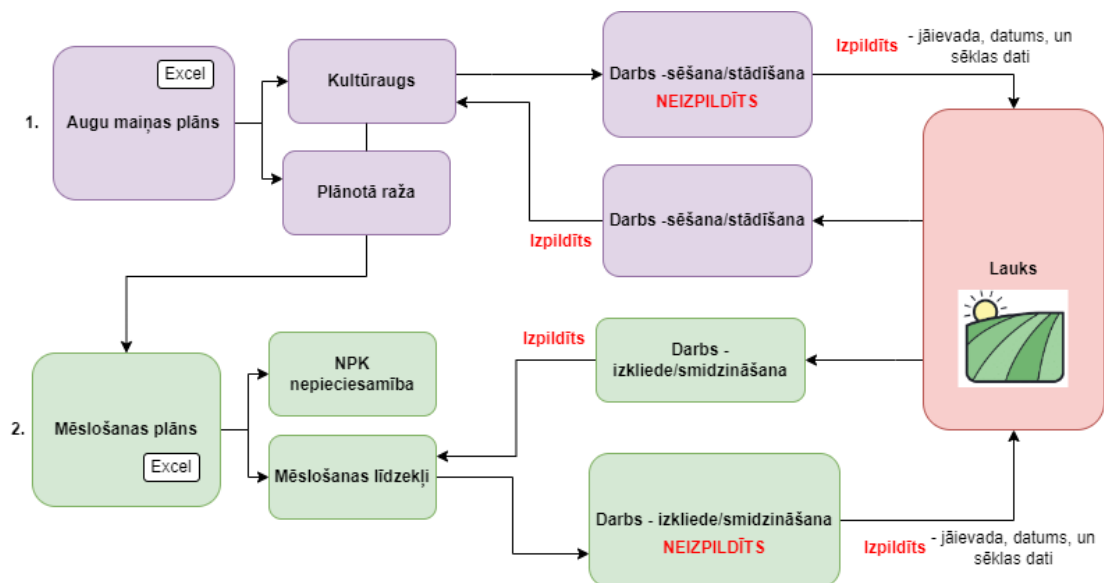 1.
Excel
Augu maiņas plāns
Kultūraugs
Plānotā raža
Darbs -sēšana/stādīšana
NEIZPILDĪTS
Izpildīts - jāievada, datums, un
sēklas dati
Darbs -sēšana/stādīšana
Izpildīts
Lauks
2.
Mēslošanas plāns
Excel
NPK
nepieciesamība
Mēslošanas līdzekļi
Izpildīts
Darbs -
izkliede/smidzināšana
Darbs - izkliede/smidzināšana
NEIZPILDĪTS
Izpildīts - jāievada, datums, un
sēklas dati